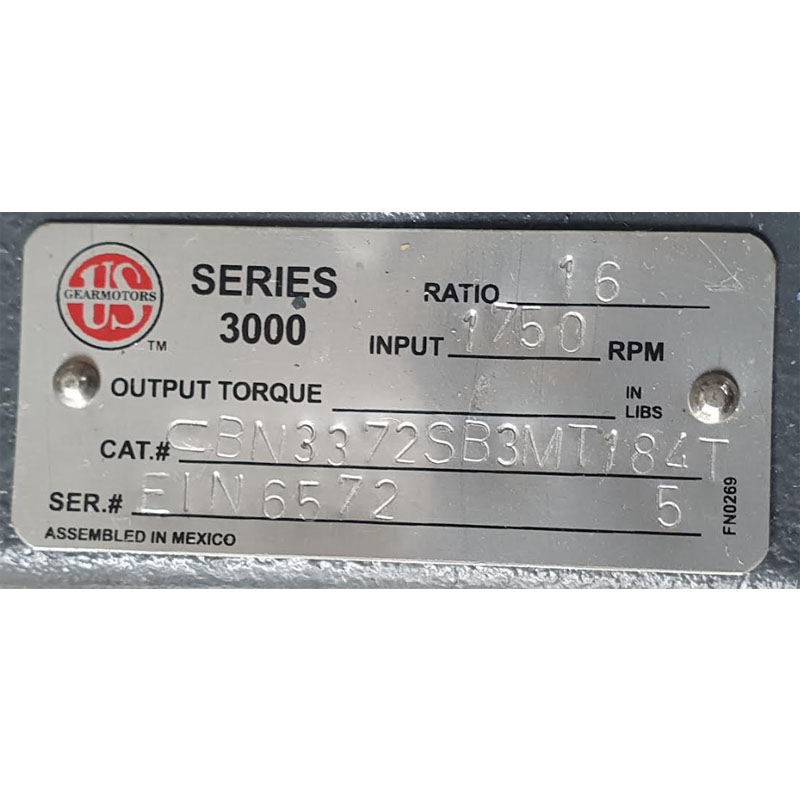 US
GEARMOTORS
TM
SERIES
3000
RATIO 16
INPUT 1750 RPM
OUTPUT TORQUE IN LIBS
CAT.# CBN3372SB3MT184T
SER.# EIN6572 5
ASSEMBLED IN MEXICO
FN0269